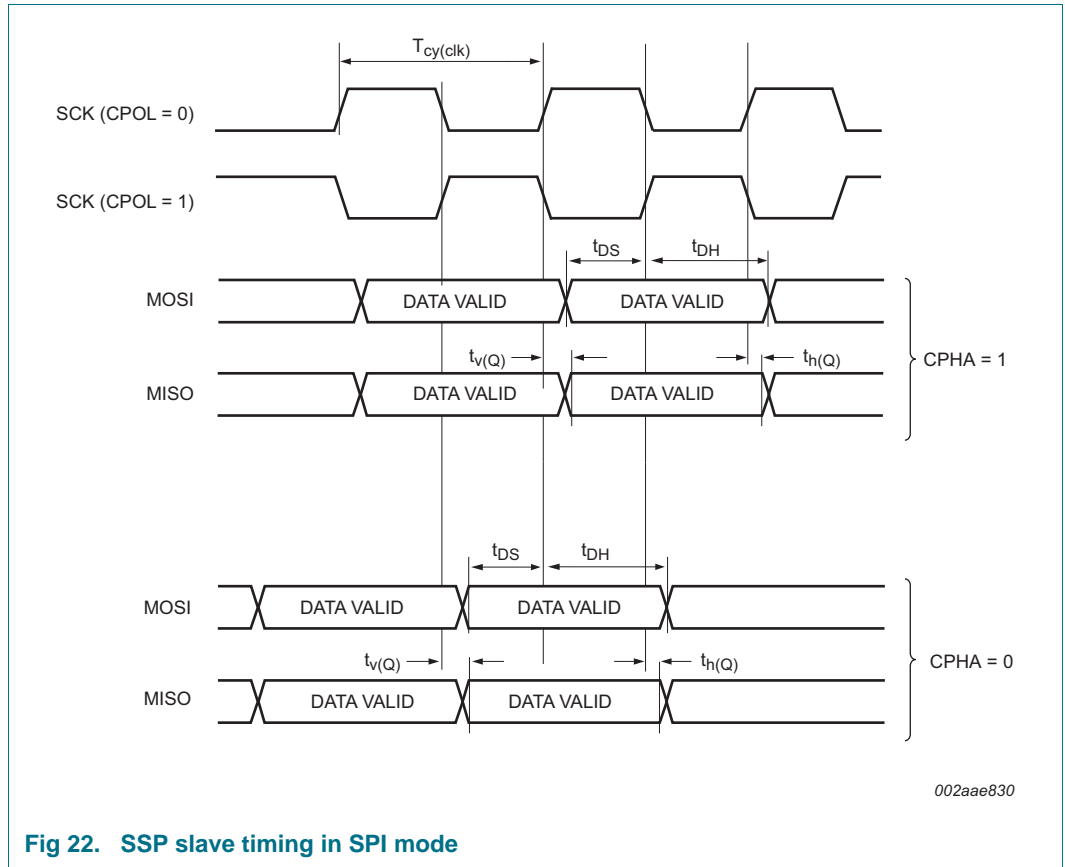 Tcy(clk)
SCK (CPOL = 0)
SCK (CPOL = 1)
tDS tDH
MOSI DATA VALID DATA VALID
tv(Q) th(Q)
CPHA = 1
MISO DATA VALID DATA VALID
tDS tDH
MOSI DATA VALID DATA VALID
tv(Q) th(Q)
CPHA = 0
MISO DATA VALID DATA VALID
002aae830
Fig 22. SSP slave timing in SPI mode